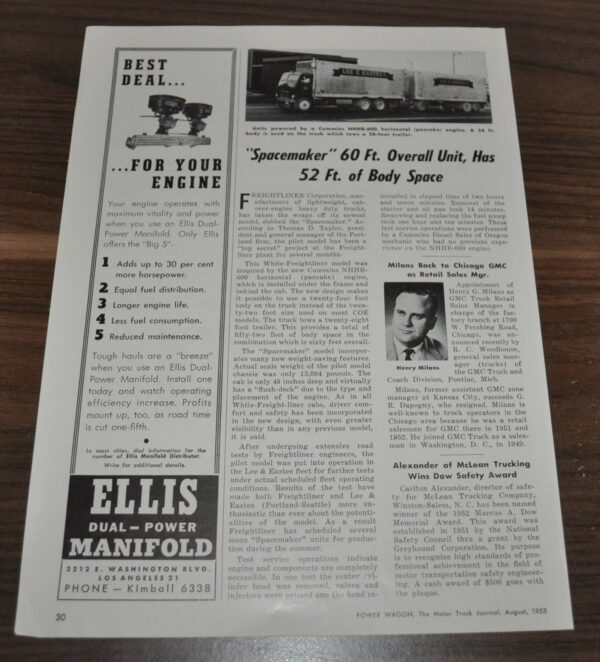 BEST
DEAL...
...FOR YOUR
ENGINE
Your engine operates with
maximum vitality and power
when you use an Ellis Dual-
Power Manifold. Only Ellis
offers the "Big 5":
1 Adds up to 30 per cent
more horsepower.
2 Equal fuel distribution.
3 Longer engine life.
4 Less fuel consumption.
5 Reduced maintenance.
Tough hauls are a "breeze"
when you use an Ellis Dual-
Power Manifold. Install one
today and watch operating
efficiency increase. Profits
mount up, too, as road time
is cut one-fifth.
In most cities, dial information for the
number of Ellis Manifold Distributor.
Write for additional details.
ELLIS
DUAL—POWER
MANIFOLD
2212 E. WASHINGTON BLVD.
LOS ANGELES 21
PHONE — KImball 6338
30
Units powered by a Cummins NHHB-600 horizontal (pancake) engine. A 24 ft.
body is used on the truck which tows a 28-foot trailer.
"Spacemaker" 60 Ft. Overall Unit, Has
52 Ft. of Body Space
FREIGHTLINER Corporation, man-
ufacturers of lightweight, cab-
over-engine heavy duty trucks,
has taken the wraps off its newest
model, dubbed the "Spacemaker." Ac-
cording to Thomas D. Taylor, presi-
dent and general manager of the Port-
land firm, the pilot model has been a
"top secret" project at the Freight-
liner plant for several months.
This White-Freightliner model was
inspired by the new Cummins NHHB-
600 horizontal (pancake) engine,
which is installed under the frame and
behind the cab. The new design makes
it possible to use a twenty-four foot
body on the truck instead of the twen-
ty-two foot size used on most COE
models. The truck tows a twenty-eight
foot trailer. This provides a total of
fifty-two feet of body space in the
combination which is sixty feet overall.
The "Spacemaker" model incorpor-
ates many new weight-saving features.
Actual scale weight of the pilot model
chassis was only 13,094 pounds. The
cab is only 48 inches deep and virtually
has a "flush-deck" due to the type and
placement of the engine. As in all
White-Freight-liner cabs, driver com-
fort and safety has been incorporated
in the new design, with even greater
visibility than in any previous model,
it is said.
After undergoing extensive road
tests by Freightliner engineers, the
pilot model was put into operation in
the Lee & Eastes fleet for further tests
under actual scheduled fleet operating
conditions. Results of the test have
made both Freightliner and Lee &
Eastes (Portland-Seattle) more en-
thusiastic than ever about the potenti-
alities of the model. As a result
Freightliner has scheduled several
more "Spacemaker" units for produc-
tion during the summer.
Test service operations indicate
engine and components are completely
accessible. In one test the center cyl-
inder head was removed, valves and
injectors were primed and the head re-
installed in elapsed time of two hours
and seven minutes. Removal of the
starter and oil pan took 14 minutes.
Removing and replacing the fuel pump
took one hour and ten minutes. These
test service operations were performed
by a Cummins Diesel Sales of Oregon
mechanic who had no previous expe-
rience on the NHHB-600 engine.
Milans Back to Chicago GMC
as Retail Sales Mgr.
Henry Milans
Appointment of
Henry G. Milans as
GMC Truck Retail
Sales Manager in
charge of the fac-
tory branch at 1700
W. Pershing Road,
Chicago, was an-
nounced recently by
R. C. Woodhouse,
general sales man-
ager (trucks) of
the GMC Truck and
Coach Division, Pontiac, Mich.
Milans, former assistant GMC zone
manager at Kansas City, succeeds G.
R. Dapogny, who resigned. Milans is
well-known to truck operators in the
Chicago area because he was a retail
salesman for GMC there in 1951 and
1952. He joined GMC Truck as a sales-
man in Washington, D. C., in 1949.
Alexander of McLean Trucking
Wins Dow Safety Award
Carlton Alexander, director of safe-
ty for McLean Trucking Company,
Winston-Salem, N. C. has been named
winner of the 1952 Marcus A. Dow
Memorial Award. This award was
established in 1951 by the National
Safety Council thru a grant by the
Greyhound Corporation. Its purpose
is to recognize high standards of pro-
fessional achievement in the field of
motor transportation safety engineer-
ing. A cash award of $500 goes with
the plaque.
POWER WAGON, The Motor Truck Journal, August, 1953